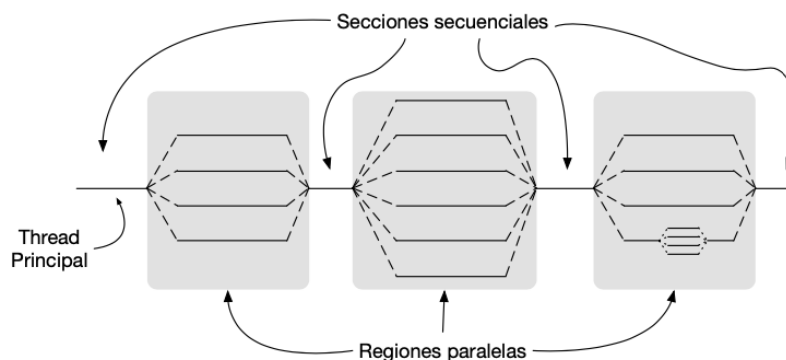 Secciones secuenciales
Thread
Principal
Regiones paralelas